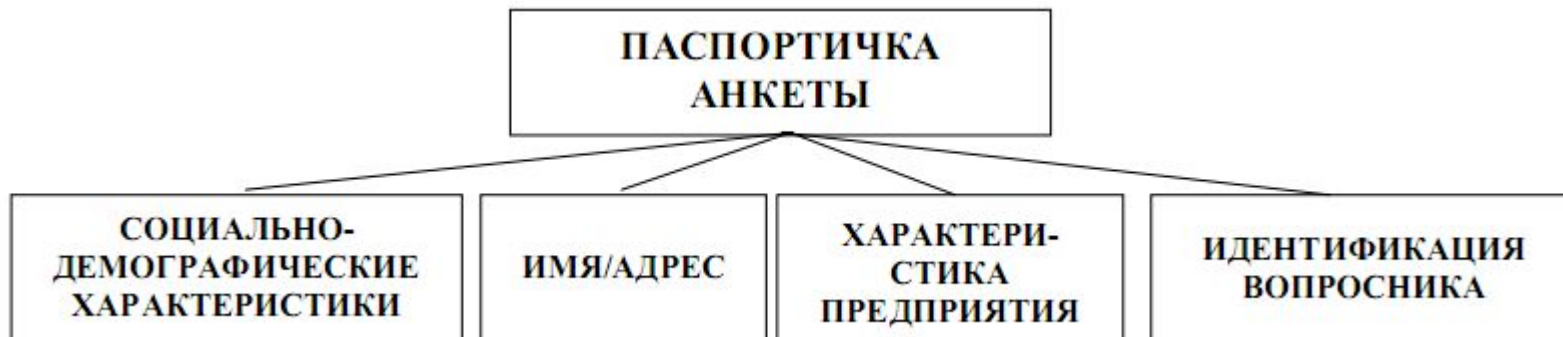 ПАСПОРТИЧКА
АНКЕТЫ
СОЦИАЛЬНО-
ДЕМОГРАФИЧЕСКИЕ
ХАРАКТЕРИСТИКИ
ИМЯ/АДРЕС
ХАРАКТЕРИ-
СТИКА
ПРЕДПРИЯТИЯ
ИДЕНТИФИКАЦИЯ
ВОПРОСНИКА